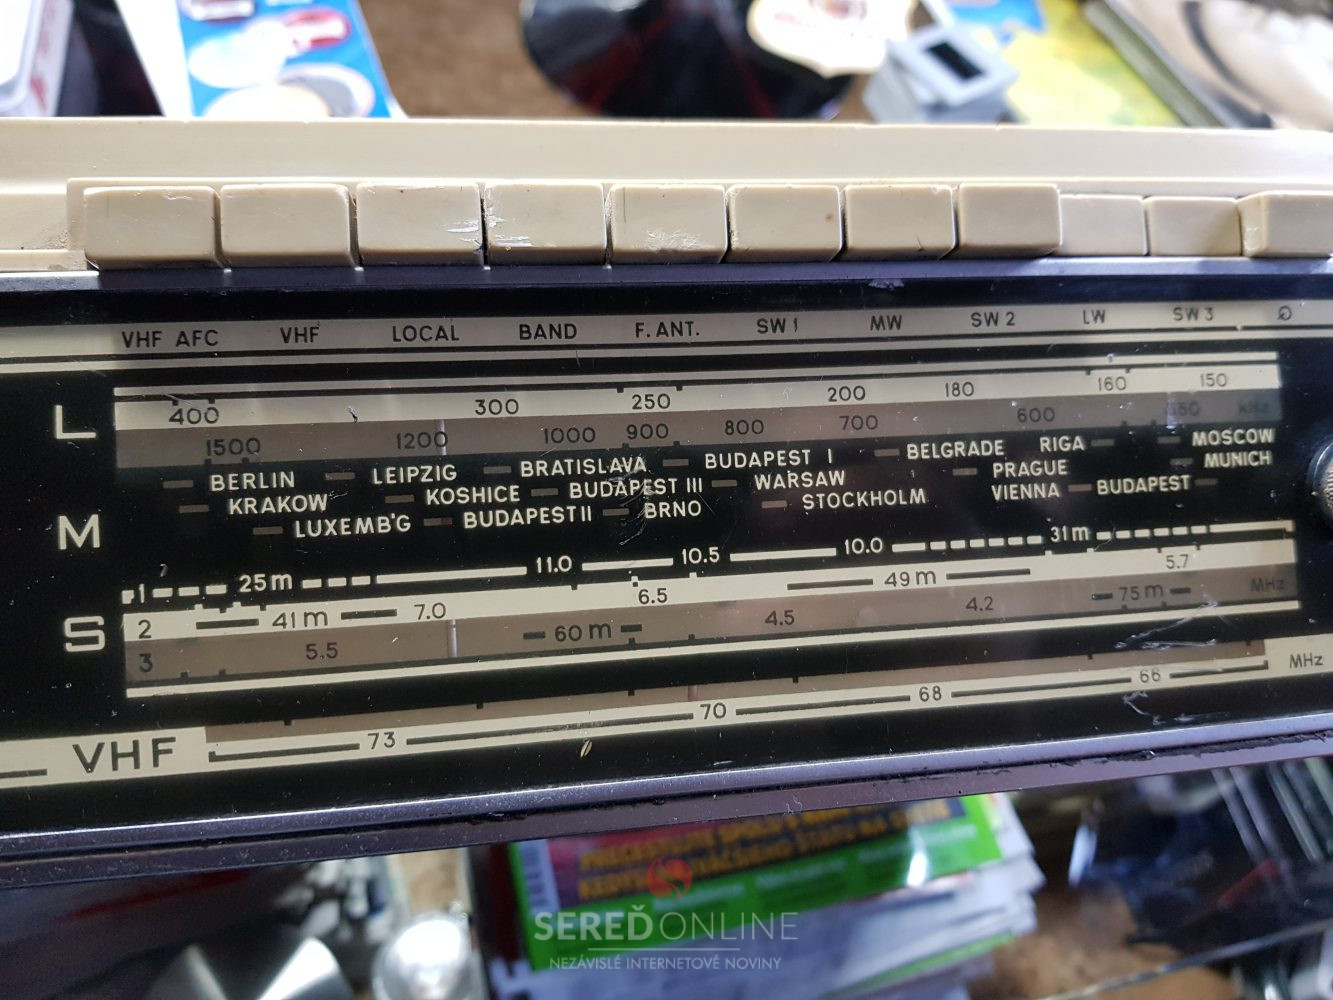 VHF AFC VHF LOCAL BAND F. ANT. SW 1 MW SW 2 LW SW 3
L
400 300 250 200 180 160 150
1500 1200 1000 900 800 700 600 kHz
BERLIN LEIPZIG BRATISLAVA BUDAPEST I BELGRADE RIGA MOSCOW
KRAKOW KOSHICE BUDAPEST III WARSAW PRAGUE MUNICH
LUXEMB'G BUDAPEST II BRNO STOCKHOLM VIENNA BUDAPEST
M
1 25m 11.0 10.5 10.0 31m
S
2 41m 7.0 6.5 49m 5.7
3 5.5 60m 4.5 4.2 75m MHz
VHF 73 70 68 66 MHz
SEREĎONLINE
NEZÁVISLÉ INTERNETOVÉ NOVINY